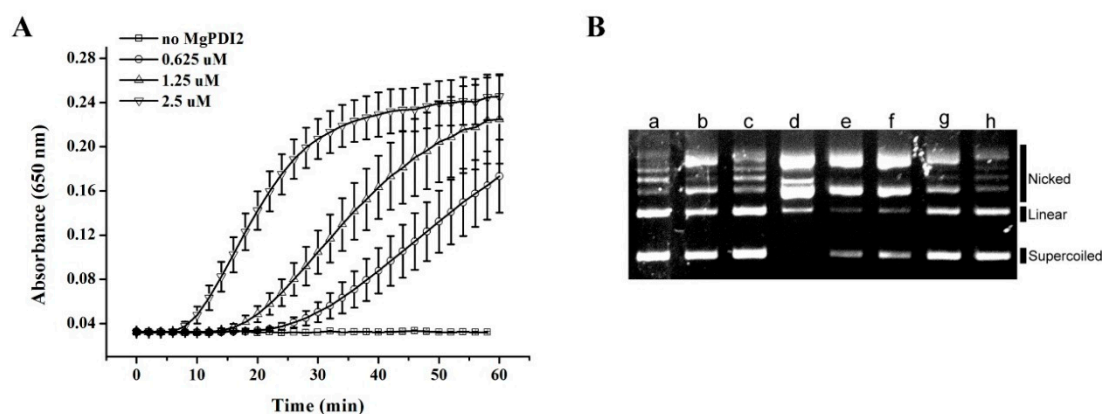 A
no MgPDI2
0.625 uM
1.25 uM
2.5 uM
Absorbance (650 nm)
0.28
0.24
0.20
0.16
0.12
0.08
0.04
0 10 20 30 40 50 60
Time (min)
B
a b c d e f g h
Nicked
Linear
Supercoiled